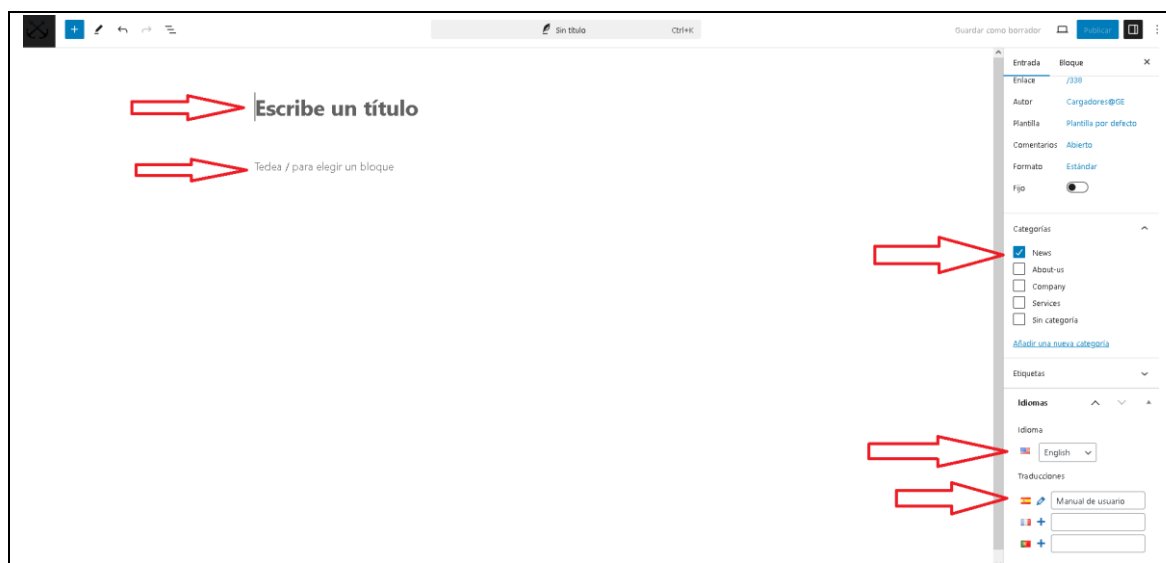 Sin título Ctrl+K
Guardar como borrador
Publicar
Entrada Bloque
Enlace /338
Autor Cargadores@GE
Plantilla Plantilla por defecto
Comentarios Abierto
Formato Estándar
Fijo
Escribe un título
Teclea / para elegir un bloque
Categorías
News
About-us
Company
Services
Sin categoría
Añadir una nueva categoría
Etiquetas
Idiomas
Idioma
English
Traducciones
Manual de usuario